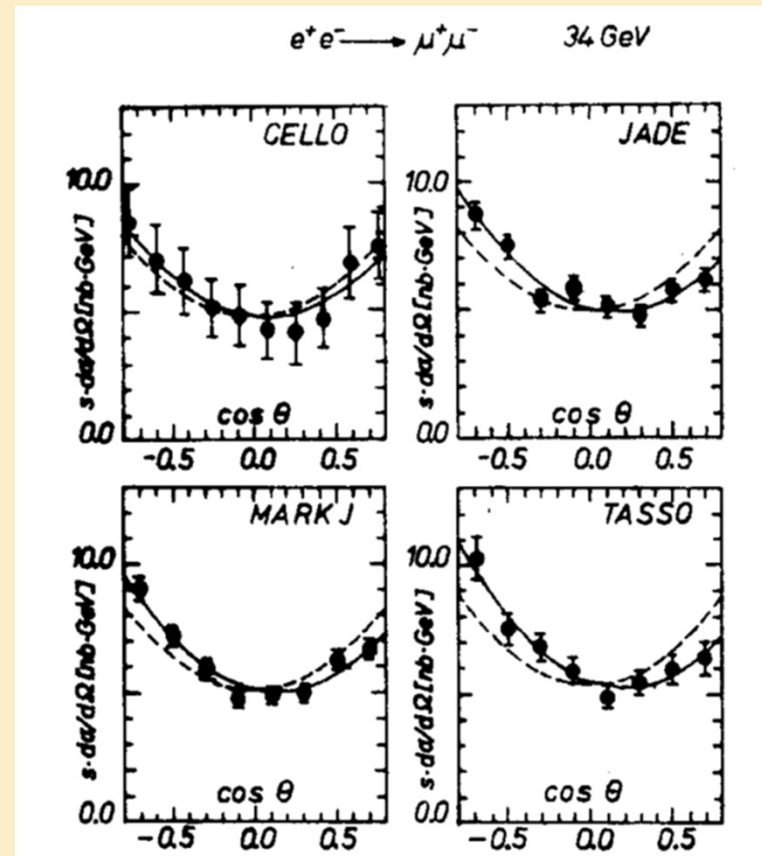 e⁺e⁻ ⟶ μ⁺μ⁻ 34 GeV
CELLO
10.0
0.0
s·dσ/dΩ [nb·GeV]
cos θ
-0.5 0.0 0.5
JADE
10.0
0.0
s·dσ/dΩ [nb·GeV]
cos θ
-0.5 0.0 0.5
MARK J
10.0
0.0
s·dσ/dΩ [nb·GeV]
cos θ
-0.5 0.0 0.5
TASSO
10.0
0.0
s·dσ/dΩ [nb·GeV]
cos θ
-0.5 0.0 0.5